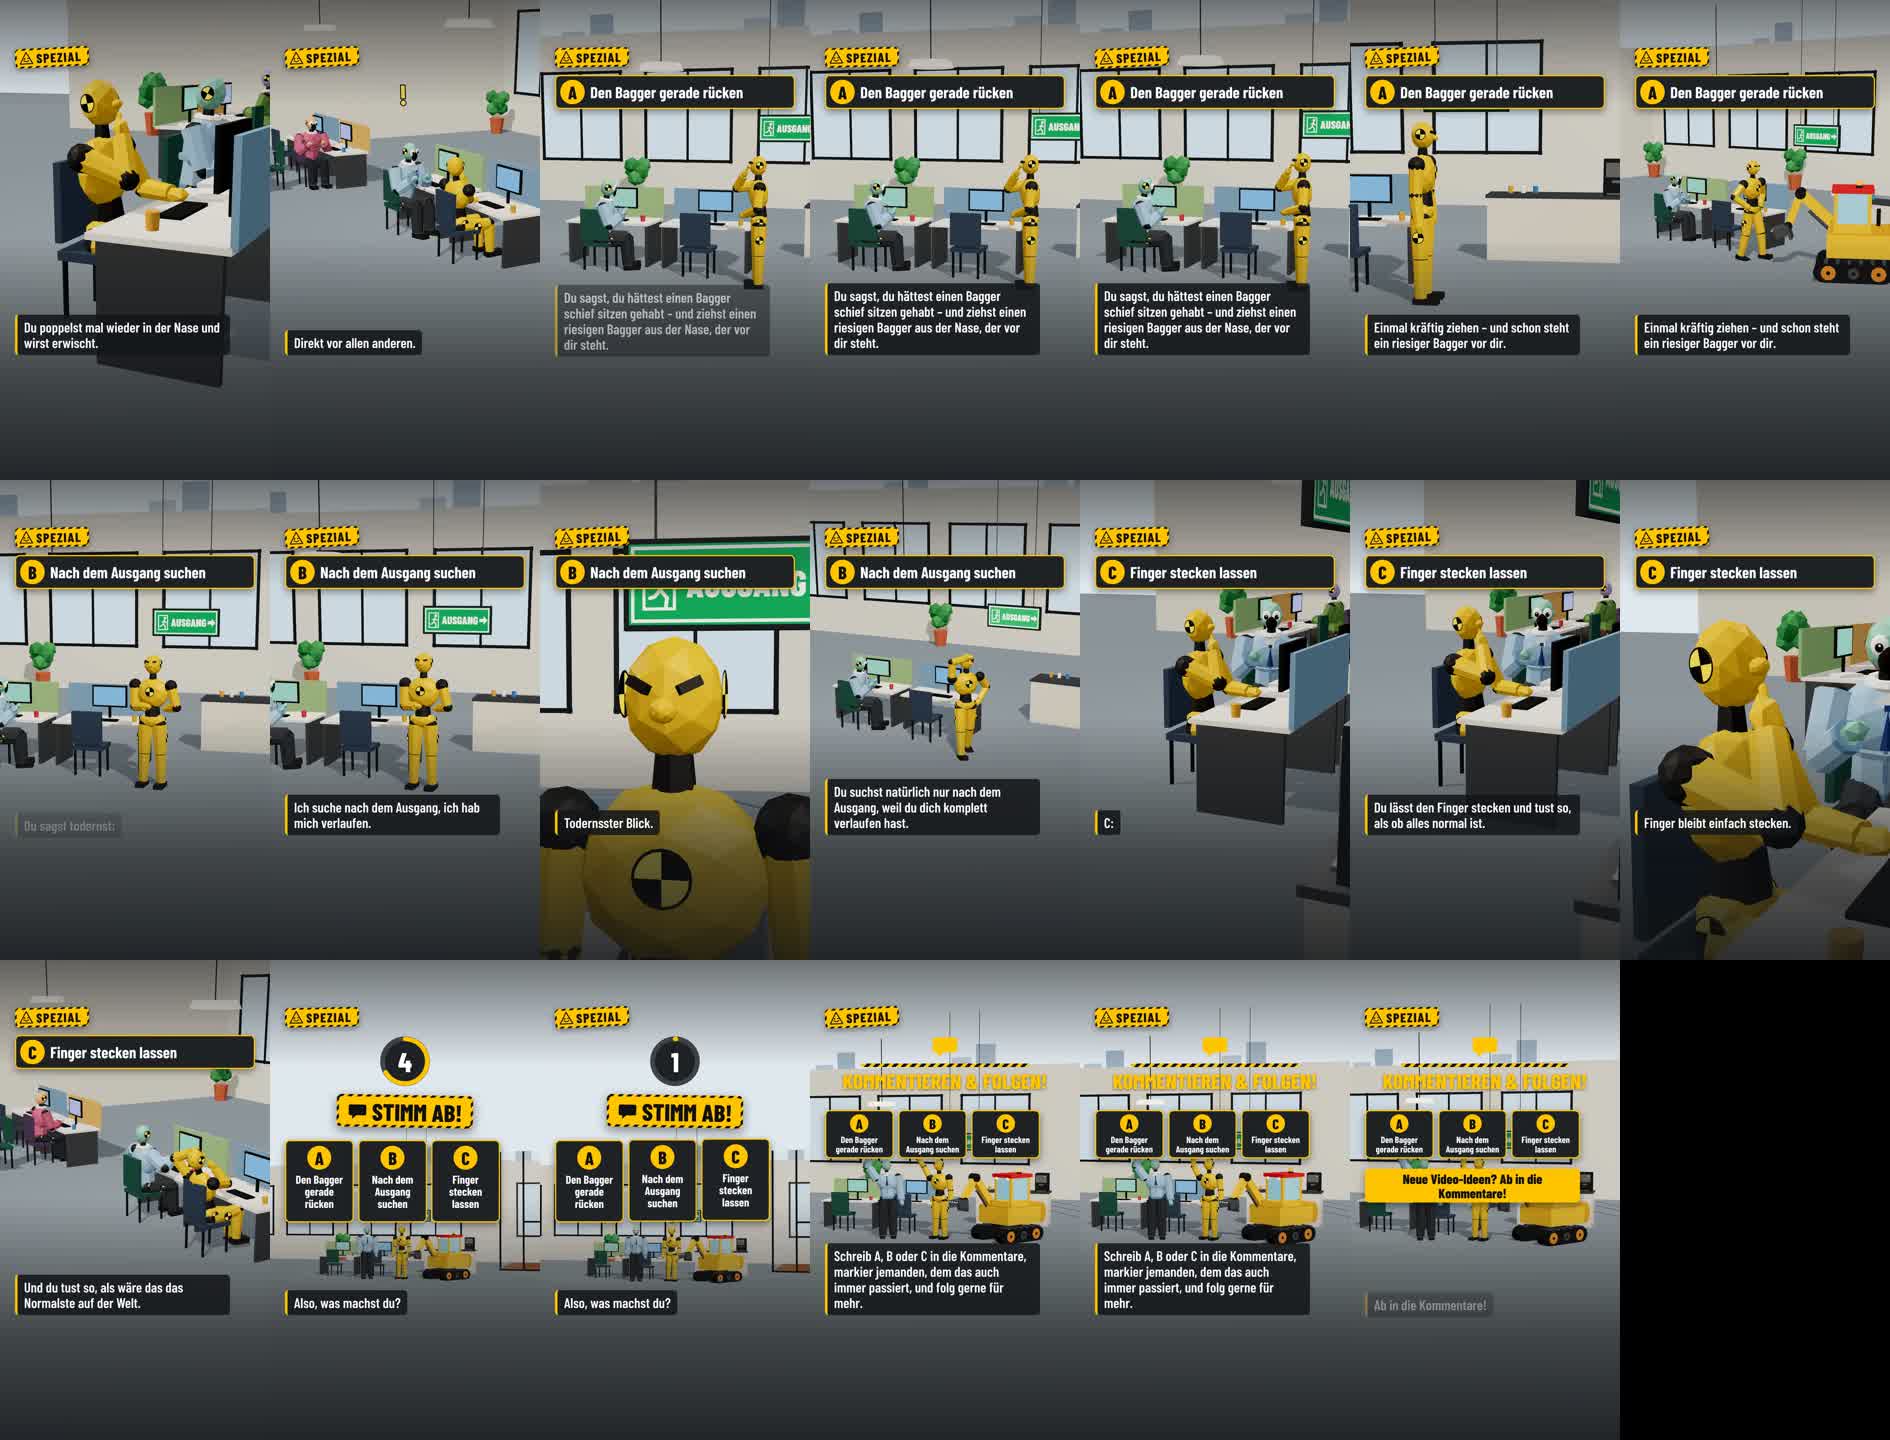 SPEZIAL
Du poppelst mal wieder in der Nase und
wirst erwischt.
SPEZIAL
Direkt vor allen anderen.
SPEZIAL
A Den Bagger gerade rücken
AUSGANG
Du sagst, du hättest einen Bagger
schief sitzen gehabt – und ziehst einen
riesigen Bagger aus der Nase, der vor
dir steht.
SPEZIAL
A Den Bagger gerade rücken
AUSGANG
Du sagst, du hättest einen Bagger
schief sitzen gehabt – und ziehst einen
riesigen Bagger aus der Nase, der vor
dir steht.
SPEZIAL
A Den Bagger gerade rücken
AUSGAN
Du sagst, du hättest einen Bagger
schief sitzen gehabt – und ziehst einen
riesigen Bagger aus der Nase, der vor
dir steht.
SPEZIAL
A Den Bagger gerade rücken
Einmal kräftig ziehen – und schon steht
ein riesiger Bagger vor dir.
SPEZIAL
A Den Bagger gerade rücken
AUSGANG
Einmal kräftig ziehen – und schon steht
ein riesiger Bagger vor dir.
SPEZIAL
B Nach dem Ausgang suchen
AUSGANG
Du sagst todernst:
SPEZIAL
B Nach dem Ausgang suchen
AUSGANG
Ich suche nach dem Ausgang, ich hab
mich verlaufen.
SPEZIAL
B Nach dem Ausgang suchen
AUSGANG
Todernsster Blick.
SPEZIAL
B Nach dem Ausgang suchen
AUSGANG
Du suchst natürlich nur nach dem
Ausgang, weil du dich komplett
verlaufen hast.
SPEZIAL
C Finger stecken lassen
C:
SPEZIAL
C Finger stecken lassen
Du lässt den Finger stecken und tust so,
als ob alles normal ist.
SPEZIAL
C Finger stecken lassen
Finger bleibt einfach stecken.
SPEZIAL
C Finger stecken lassen
Und du tust so, als wäre das das
Normalste auf der Welt.
SPEZIAL
4
STIMM AB!
A
Den Bagger
gerade
rücken
B
Nach dem
Ausgang
suchen
C
Finger
stecken
lassen
Also, was machst du?
SPEZIAL
1
STIMM AB!
A
Den Bagger
gerade
rücken
B
Nach dem
Ausgang
suchen
C
Finger
stecken
lassen
Also, was machst du?
SPEZIAL
KOMMENTIEREN & FOLGEN!
A
Den Bagger
gerade rücken
B
Nach dem
Ausgang suchen
C
Finger stecken
lassen
Schreib A, B oder C in die Kommentare,
markier jemanden, dem das auch
immer passiert, und folg gerne für
mehr.
SPEZIAL
KOMMENTIEREN & FOLGEN!
A
Den Bagger
gerade rücken
B
Nach dem
Ausgang suchen
C
Finger stecken
lassen
Schreib A, B oder C in die Kommentare,
markier jemanden, dem das auch
immer passiert, und folg gerne für
mehr.
SPEZIAL
KOMMENTIEREN & FOLGEN!
A
Den Bagger
gerade rücken
B
Nach dem
Ausgang suchen
C
Finger stecken
lassen
Neue Video-Ideen? Ab in die
Kommentare!
Ab in die Kommentare!